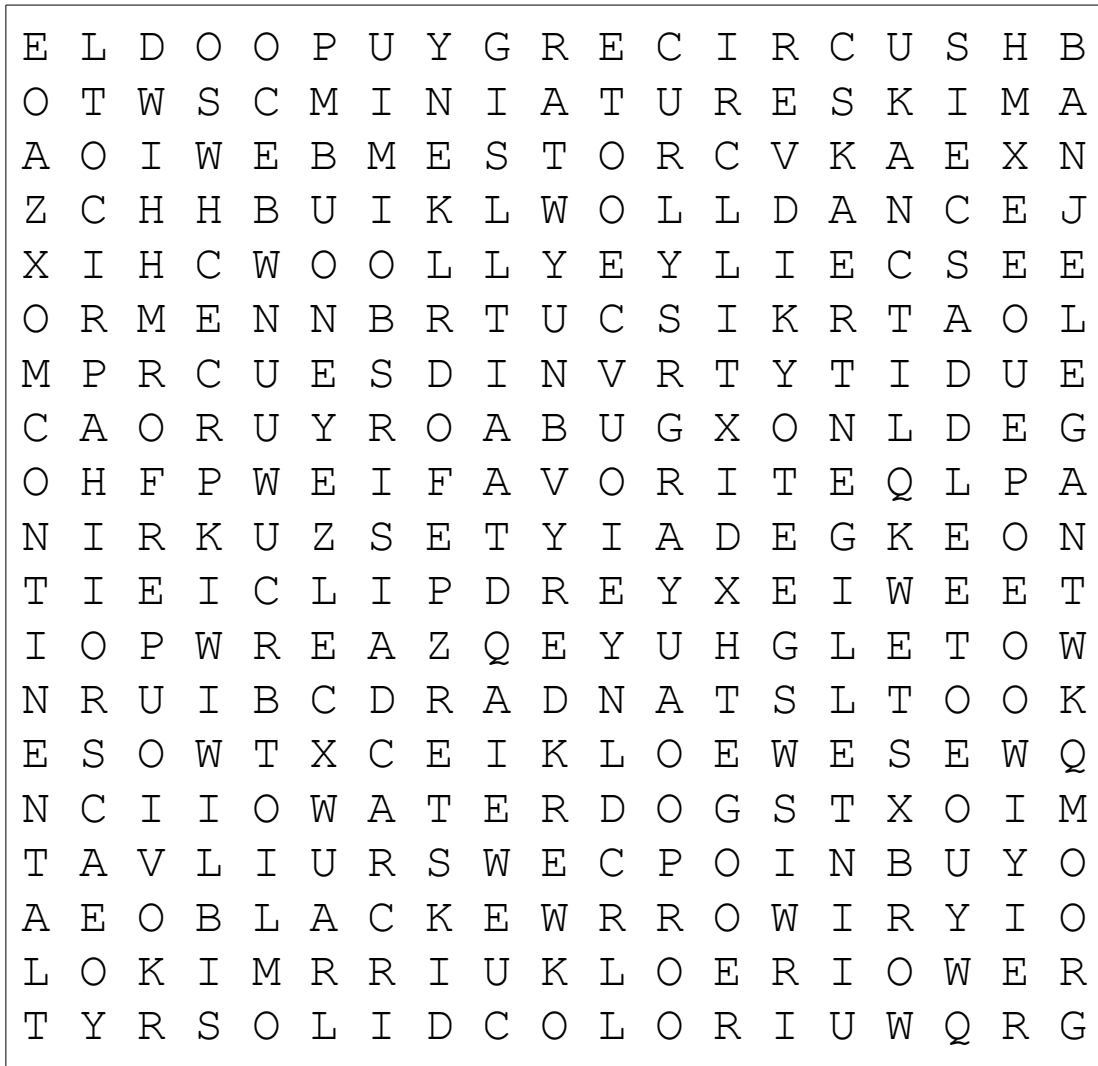 E L D O O P U Y G R E C I R C U S H B
O T W S C M I N I A T U R E S K I M A
A O I W E B M E S T O R C V K A E X N
Z C H H B U I K L W O L L D A N C E J
X I H C W O O L L Y E Y L I E C S E E
O R M E N N B R T U C S I K R T A O L
M P R C U E S D I N V R T Y T I D U E
C A O R U Y R O A B U G X O N L D E G
O H F P W E I F A V O R I T E Q L P A
N I R K U Z S E T Y I A D E G K E O N
T I E I C L I P D R E Y X E I W E E T
I O P W R E A Z Q E Y U H G L E T O W
N R U I B C D R A D N A T S L T O O K
E S O W T X C E I K L O E W E S E W Q
N C I I O W A T E R D O G S T X O I M
T A V L I U R S W E C P O I N B U Y O
A E O B L A C K E W R R O W I R Y I O
L O K I M R R I U K L O E R I O W E R
T Y R S O L I D C O L O R I U W Q R G